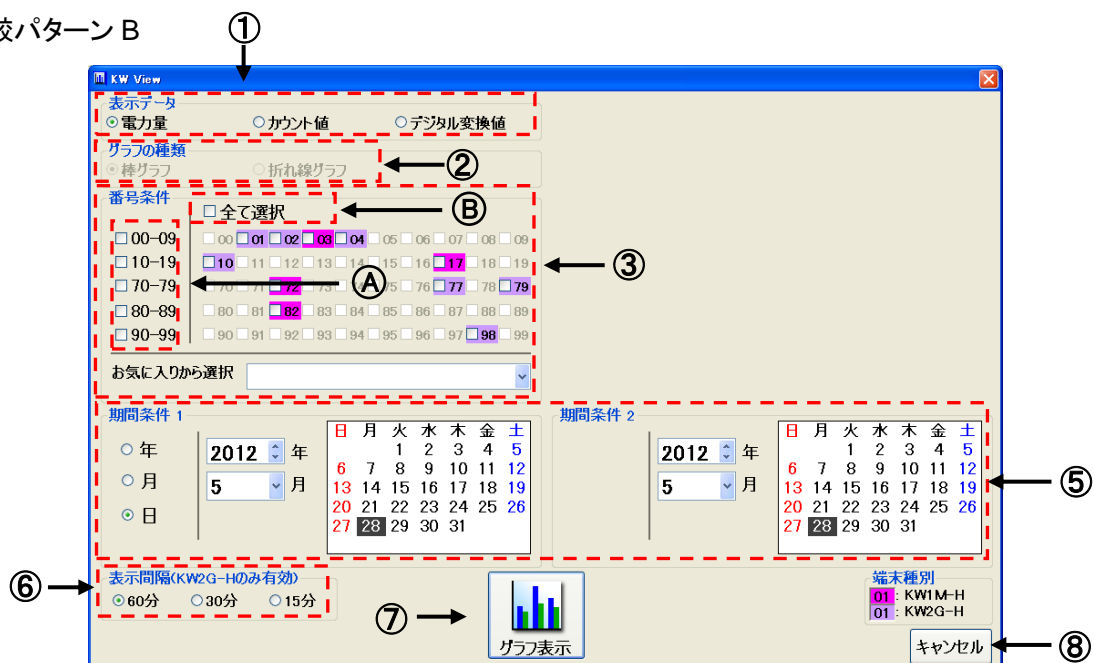 較パターン B
①
KW View
表示データ
電力量 カウント値 デジタル変換値
グラフの種類
棒グラフ 折れ線グラフ ②
番号条件
全て選択 Ⓑ
00-09 00 01 02 03 04 05 06 07 08 09
10-19 10 11 12 13 14 15 16 17 18 19 ③
70-79 70 71 72 73 74 75 76 77 78 79
Ⓐ
80-89 80 81 82 83 84 85 86 87 88 89
90-99 90 91 92 93 94 95 96 97 98 99
お気に入りから選択
期間条件 1 期間条件 2
年 2012 年 日 月 火 水 木 金 土 2012 年 日 月 火 水 木 金 土
1 2 3 4 5 1 2 3 4 5
6 7 8 9 10 11 12 6 7 8 9 10 11 12
月 5 月 13 14 15 16 17 18 19 5 月 13 14 15 16 17 18 19 ⑤
20 21 22 23 24 25 26 20 21 22 23 24 25 26
日 27 28 29 30 31 27 28 29 30 31
⑥ 表示間隔(KW2G-Hのみ有効) 端末種別
60分 30分 15分 01 : KW1M-H
⑦ 01 : KW2G-H
グラフ表示 キャンセル ⑧